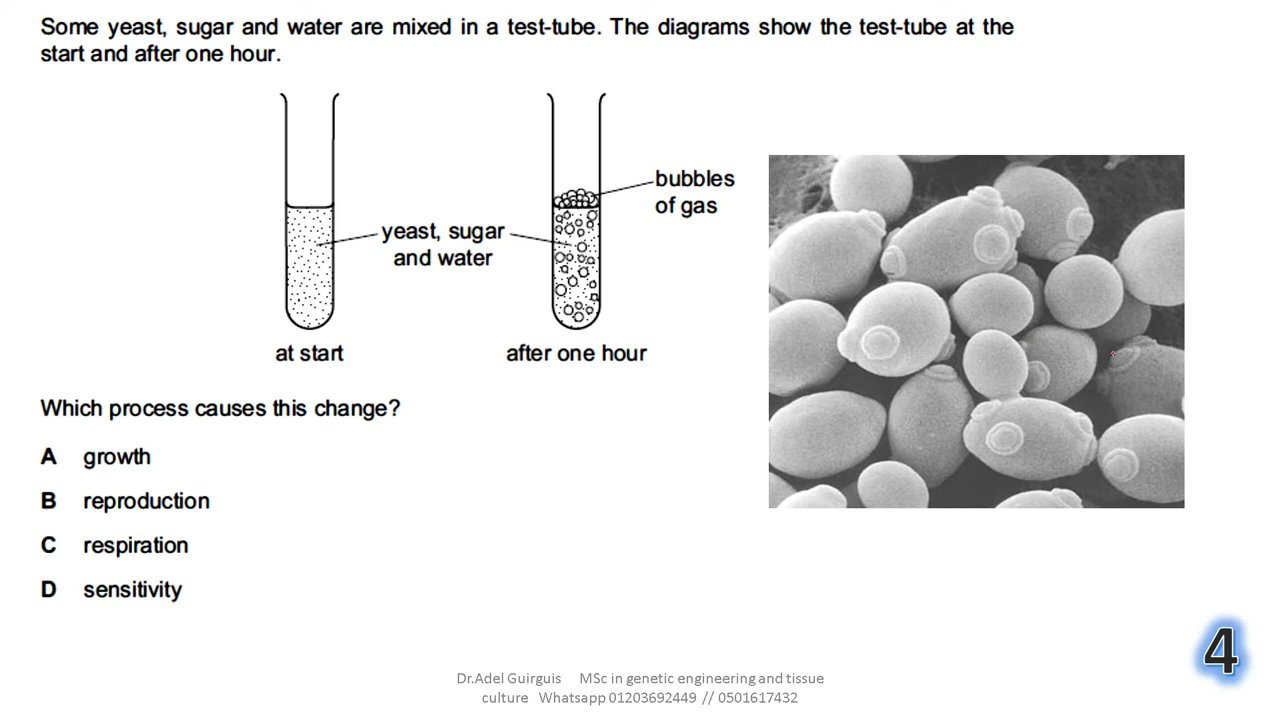 Some yeast, sugar and water are mixed in a test-tube. The diagrams show the test-tube at the
start and after one hour.
bubbles
of gas
yeast, sugar
and water
at start
after one hour
Which process causes this change?
A growth
B reproduction
C respiration
D sensitivity
4
Dr.Adel Guirguis MSc in genetic engineering and tissue
culture Whatsapp 01203692449 // 0501617432